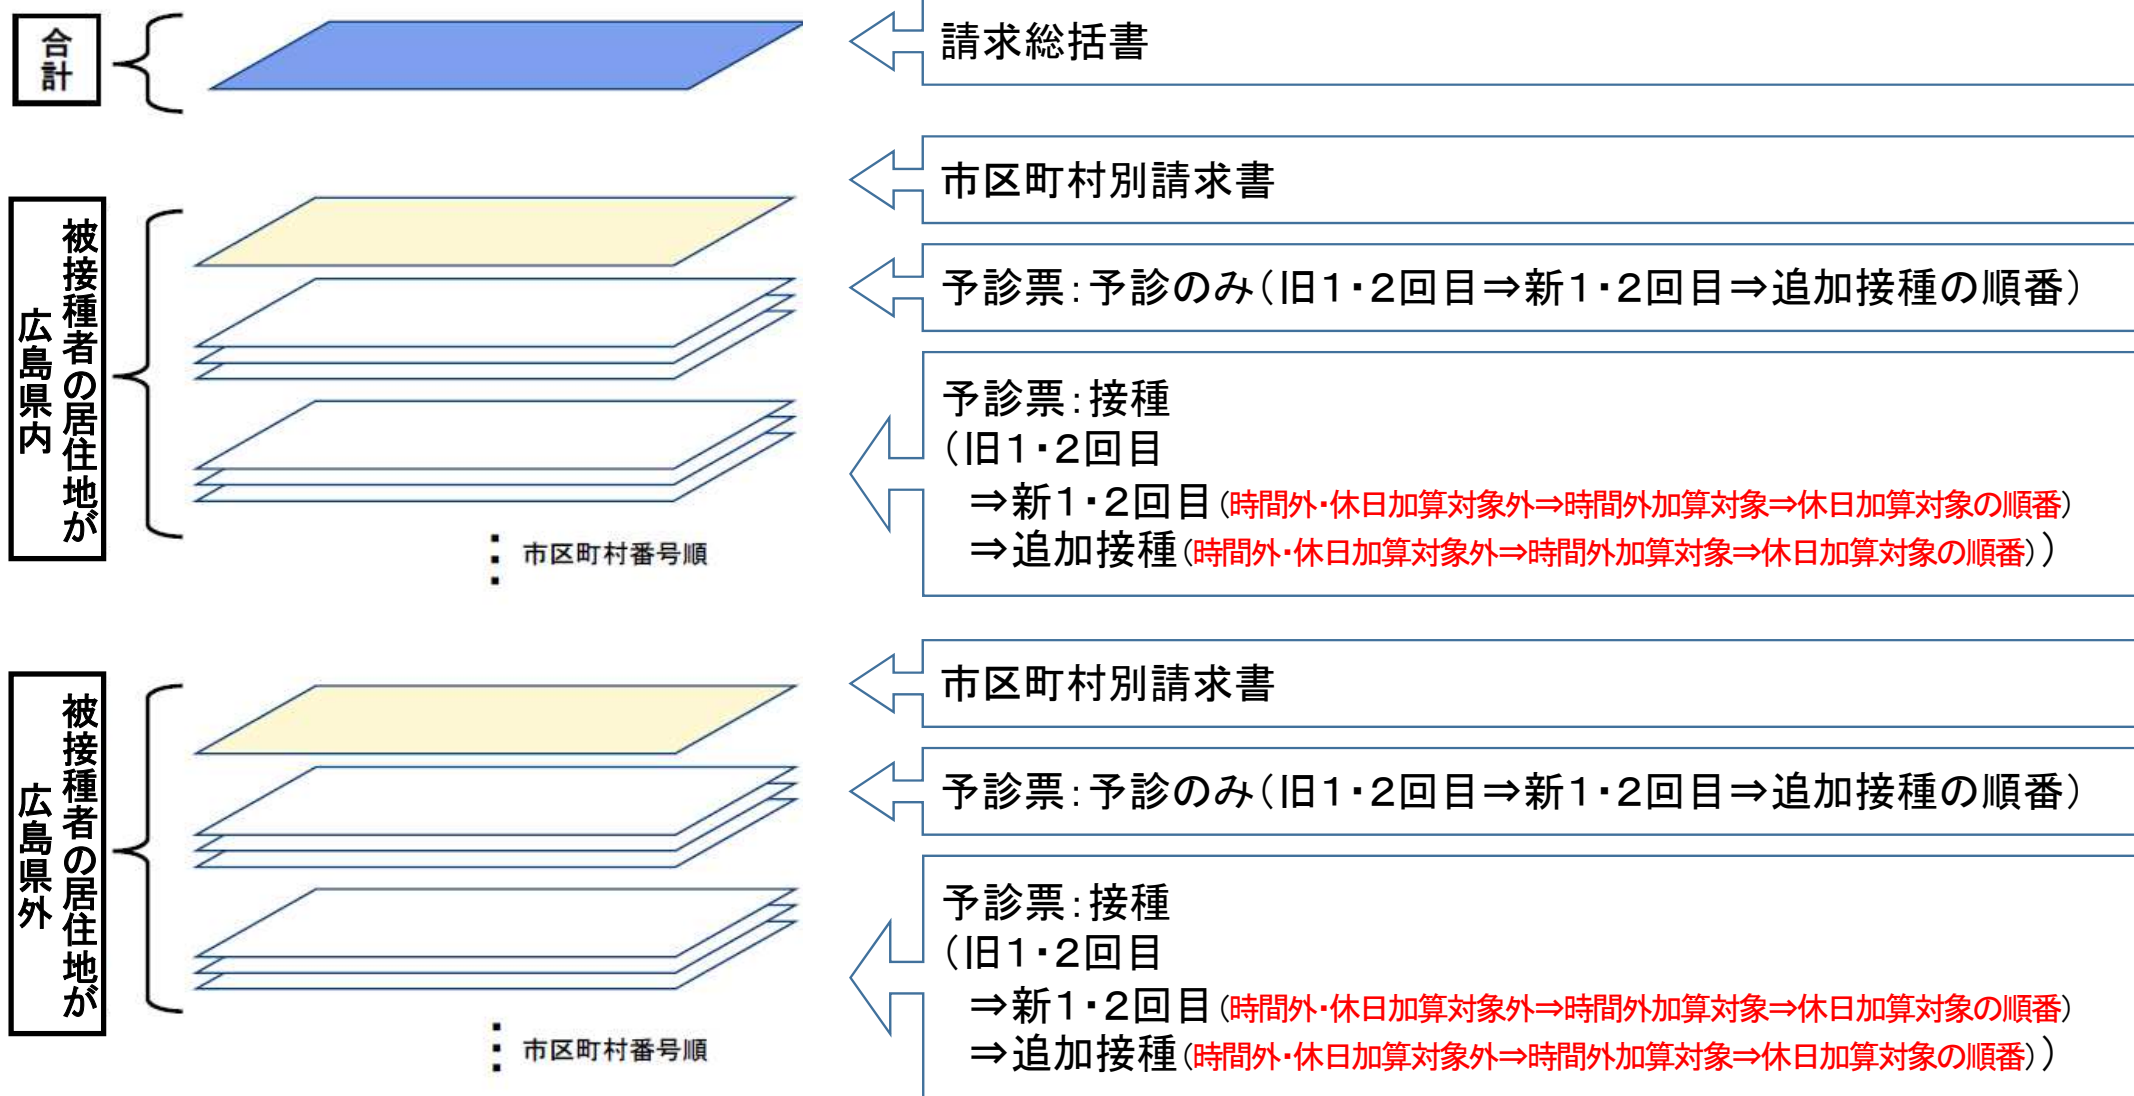 合計
請求総括書
被接種者の居住地が
広島県内
市区町村別請求書
予診票：予診のみ（旧１・２回目⇒新１・２回目⇒追加接種の順番）
予診票：接種
（旧１・２回目
⇒新１・２回目（時間外・休日加算対象外⇒時間外加算対象⇒休日加算対象の順番）
⇒追加接種（時間外・休日加算対象外⇒時間外加算対象⇒休日加算対象の順番））
市区町村番号順
被接種者の居住地が
広島県外
市区町村別請求書
予診票：予診のみ（旧１・２回目⇒新１・２回目⇒追加接種の順番）
予診票：接種
（旧１・２回目
⇒新１・２回目（時間外・休日加算対象外⇒時間外加算対象⇒休日加算対象の順番）
⇒追加接種（時間外・休日加算対象外⇒時間外加算対象⇒休日加算対象の順番））
市区町村番号順